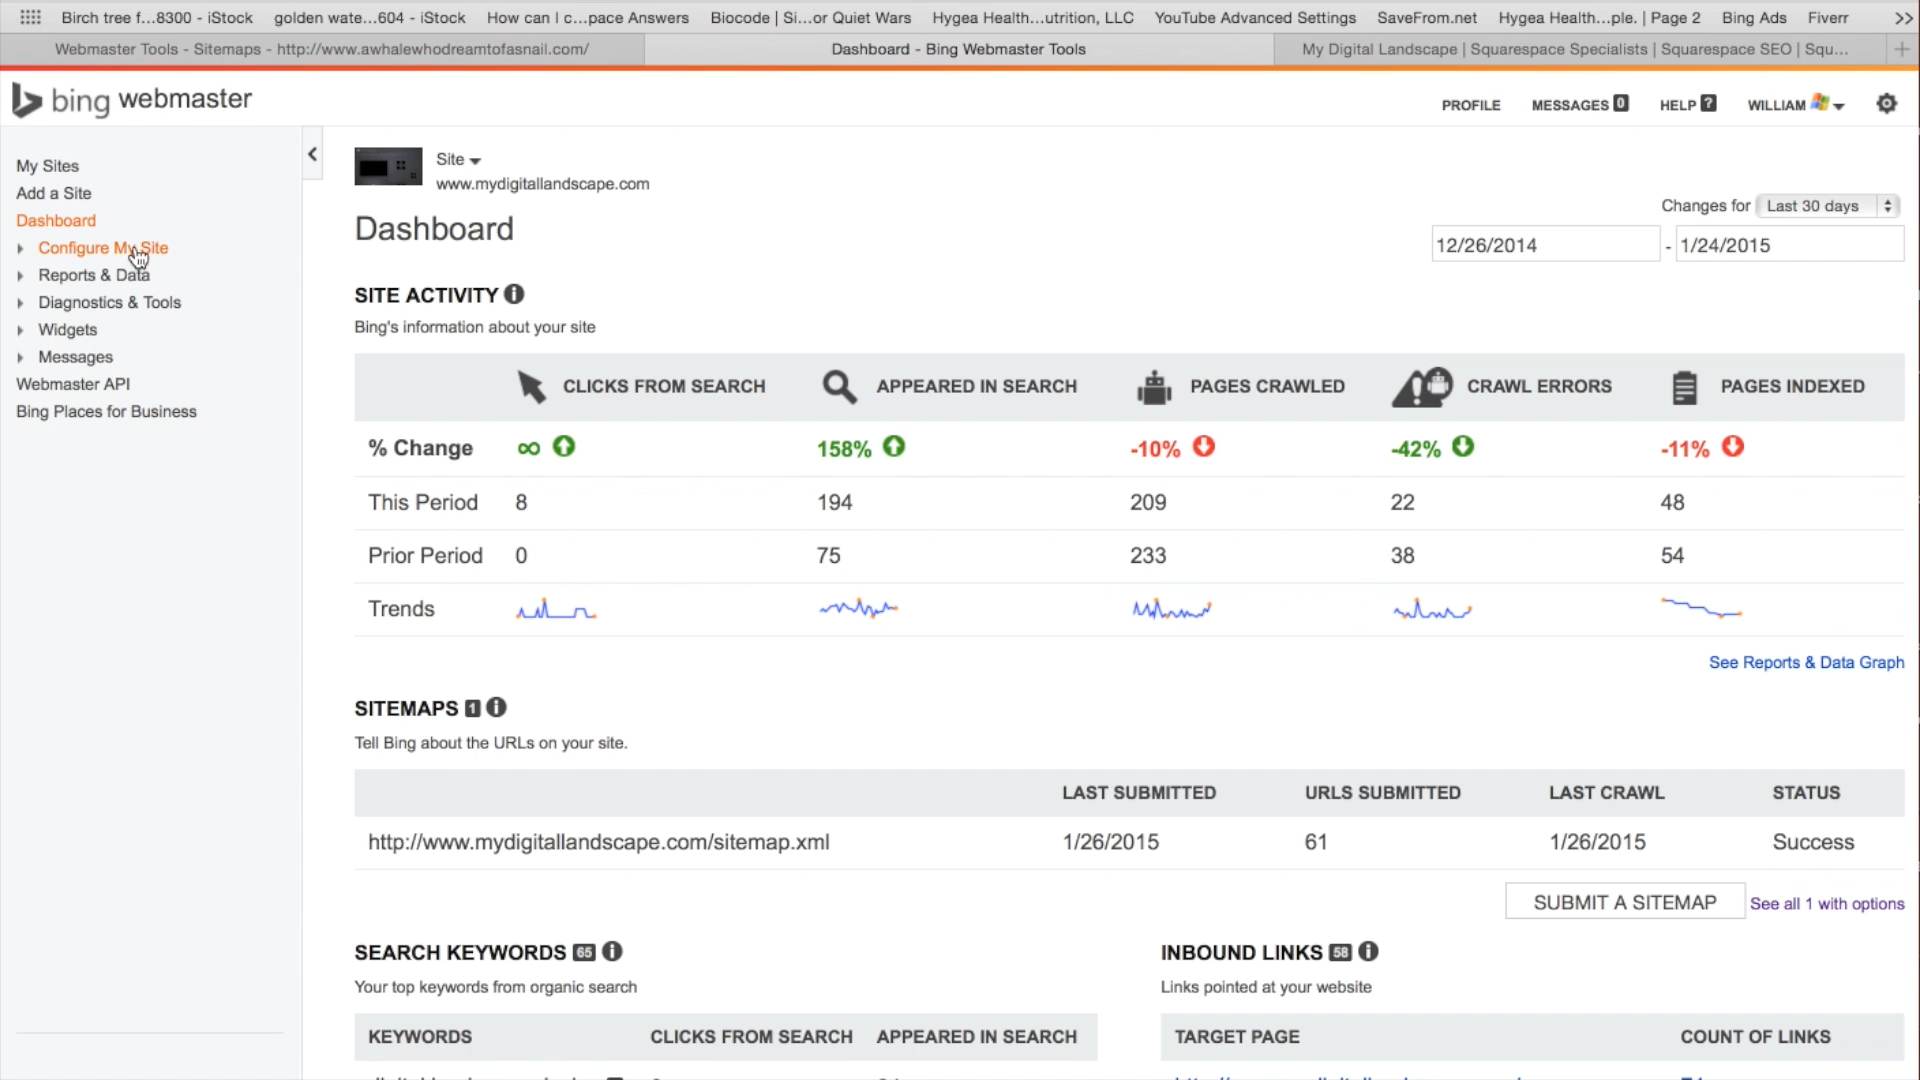 Birch tree f...8300 - iStock golden wate...604 - iStock How can I c...pace Answers Biocode | Si...or Quiet Wars Hygea Health...utrition, LLC YouTube Advanced Settings SaveFrom.net Hygea Health...ple. | Page 2 Bing Ads Fiverr
Webmaster Tools - Sitemaps - http://www.awhalewhodreamtofasnail.com/ Dashboard - Bing Webmaster Tools My Digital Landscape | Squarespace Specialists | Squarespace SEO | Squ...
bing webmaster
PROFILE MESSAGES 0 HELP ? WILLIAM
My Sites
Add a Site
Dashboard
Configure My Site
Reports & Data
Diagnostics & Tools
Widgets
Messages
Webmaster API
Bing Places for Business
Site
www.mydigitallandscape.com
Dashboard
Changes for Last 30 days
12/26/2014 - 1/24/2015
SITE ACTIVITY
Bing's information about your site
CLICKS FROM SEARCH APPEARED IN SEARCH PAGES CRAWLED CRAWL ERRORS PAGES INDEXED
% Change ∞ 158% -10% -42% -11%
This Period 8 194 209 22 48
Prior Period 0 75 233 38 54
Trends
See Reports & Data Graph
SITEMAPS 1
Tell Bing about the URLs on your site.
LAST SUBMITTED URLS SUBMITTED LAST CRAWL STATUS
http://www.mydigitallandscape.com/sitemap.xml 1/26/2015 61 1/26/2015 Success
SUBMIT A SITEMAP See all 1 with options
SEARCH KEYWORDS 65
Your top keywords from organic search
KEYWORDS CLICKS FROM SEARCH APPEARED IN SEARCH
INBOUND LINKS 58
Links pointed at your website
TARGET PAGE COUNT OF LINKS